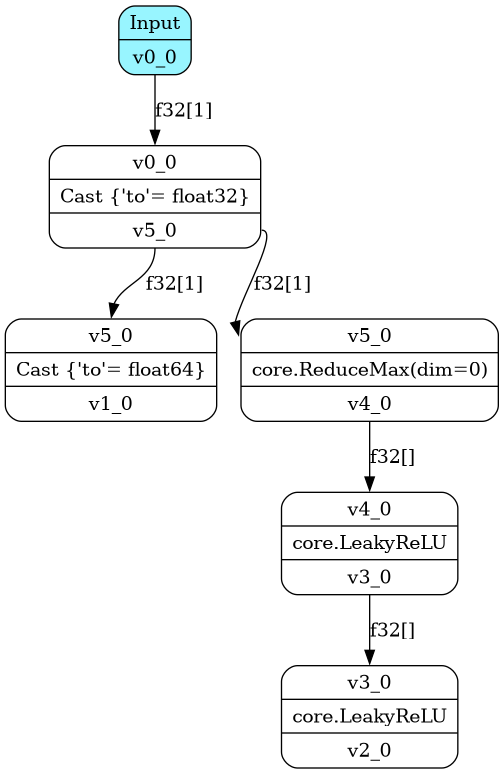 Input
v0_0
f32[1]
v0_0
Cast {'to'= float32}
v5_0
f32[1]
f32[1]
v5_0
Cast {'to'= float64}
v1_0
v5_0
core.ReduceMax(dim=0)
v4_0
f32[]
v4_0
core.LeakyReLU
v3_0
f32[]
v3_0
core.LeakyReLU
v2_0